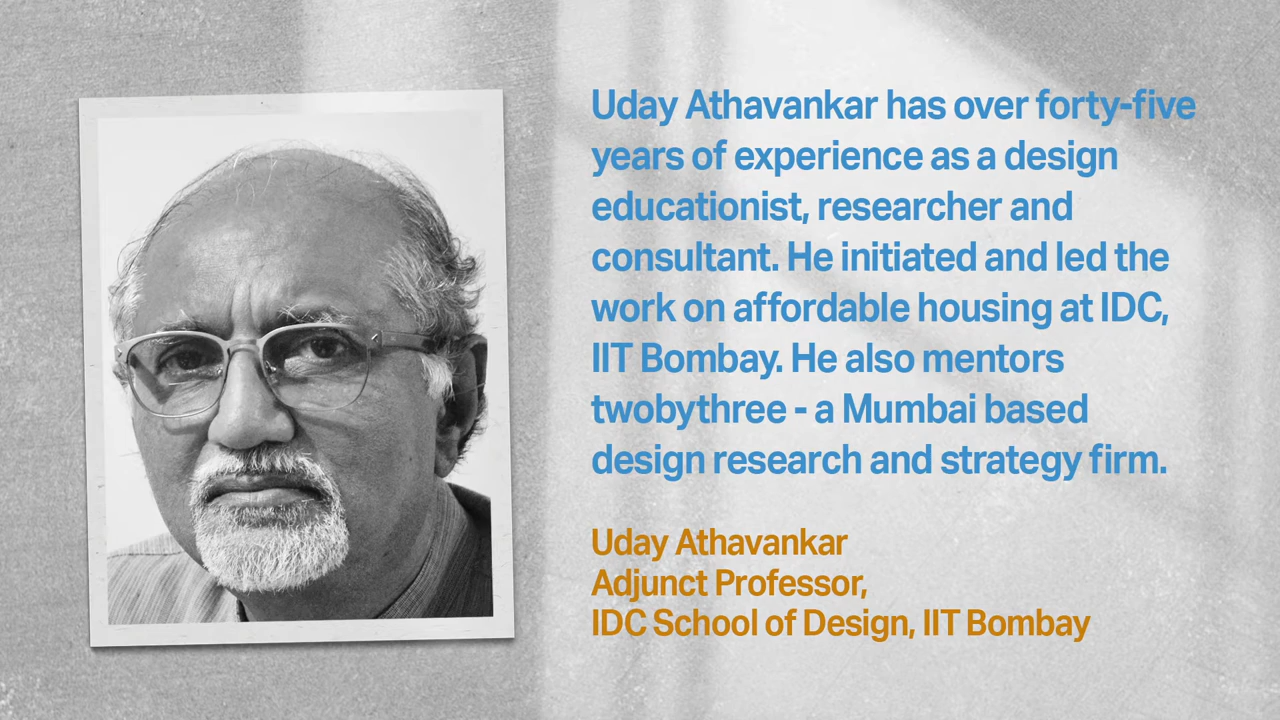 Uday Athavankar has over forty-five
years of experience as a design
educationist, researcher and
consultant. He initiated and led the
work on affordable housing at IDC,
IIT Bombay. He also mentors
twobythree - a Mumbai based
design research and strategy firm.
Uday Athavankar
Adjunct Professor,
IDC School of Design, IIT Bombay